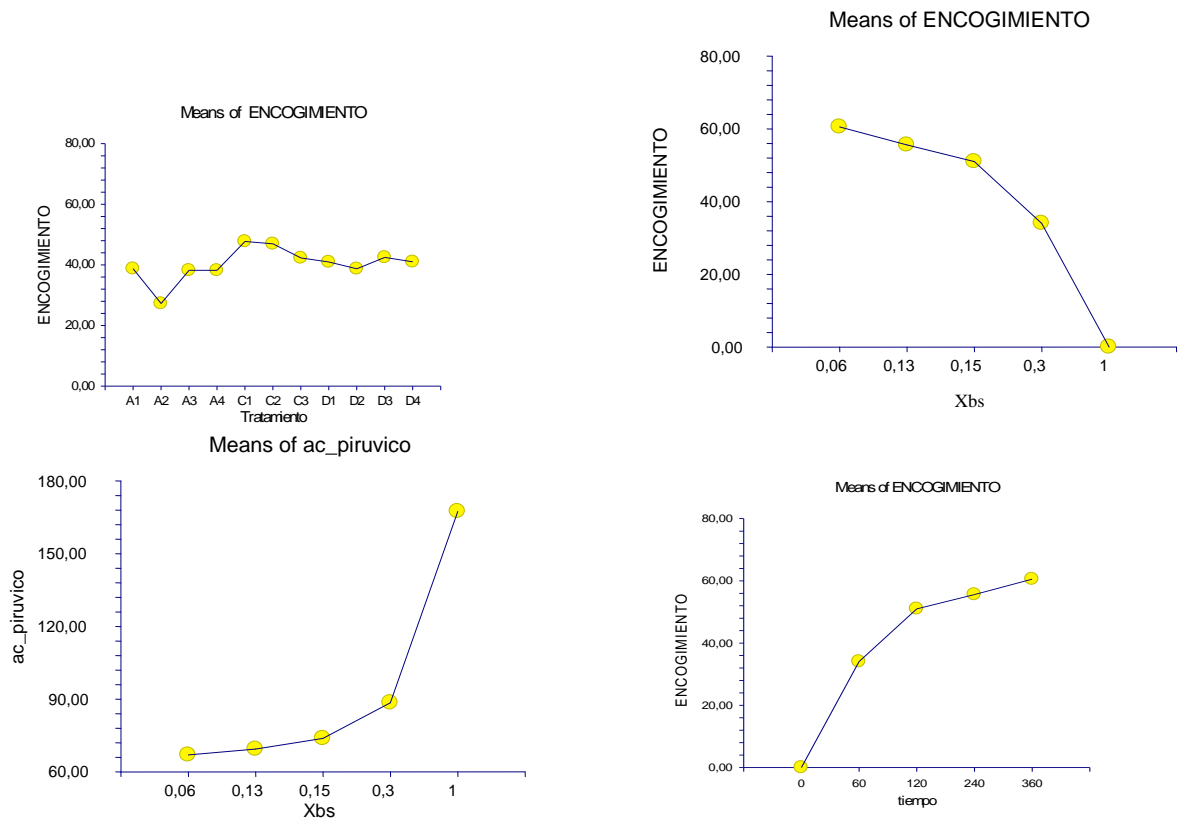 Means of ENCOGIMIENTO
ENCOGIMIENTO
80,00
60,00
40,00
20,00
0,00
A1 A2 A3 A4 C1 C2 C3 D1 D2 D3 D4
Tratamiento
Means of ENCOGIMIENTO
ENCOGIMIENTO
80,00
60,00
40,00
20,00
0,00
0,06 0,13 0,15 0,3 1
Xbs
Means of ac_piruvico
ac_piruvico
180,00
150,00
120,00
90,00
60,00
0,06 0,13 0,15 0,3 1
Xbs
Means of ENCOGIMIENTO
ENCOGIMIENTO
80,00
60,00
40,00
20,00
0,00
0 60 120 240 360
tiempo